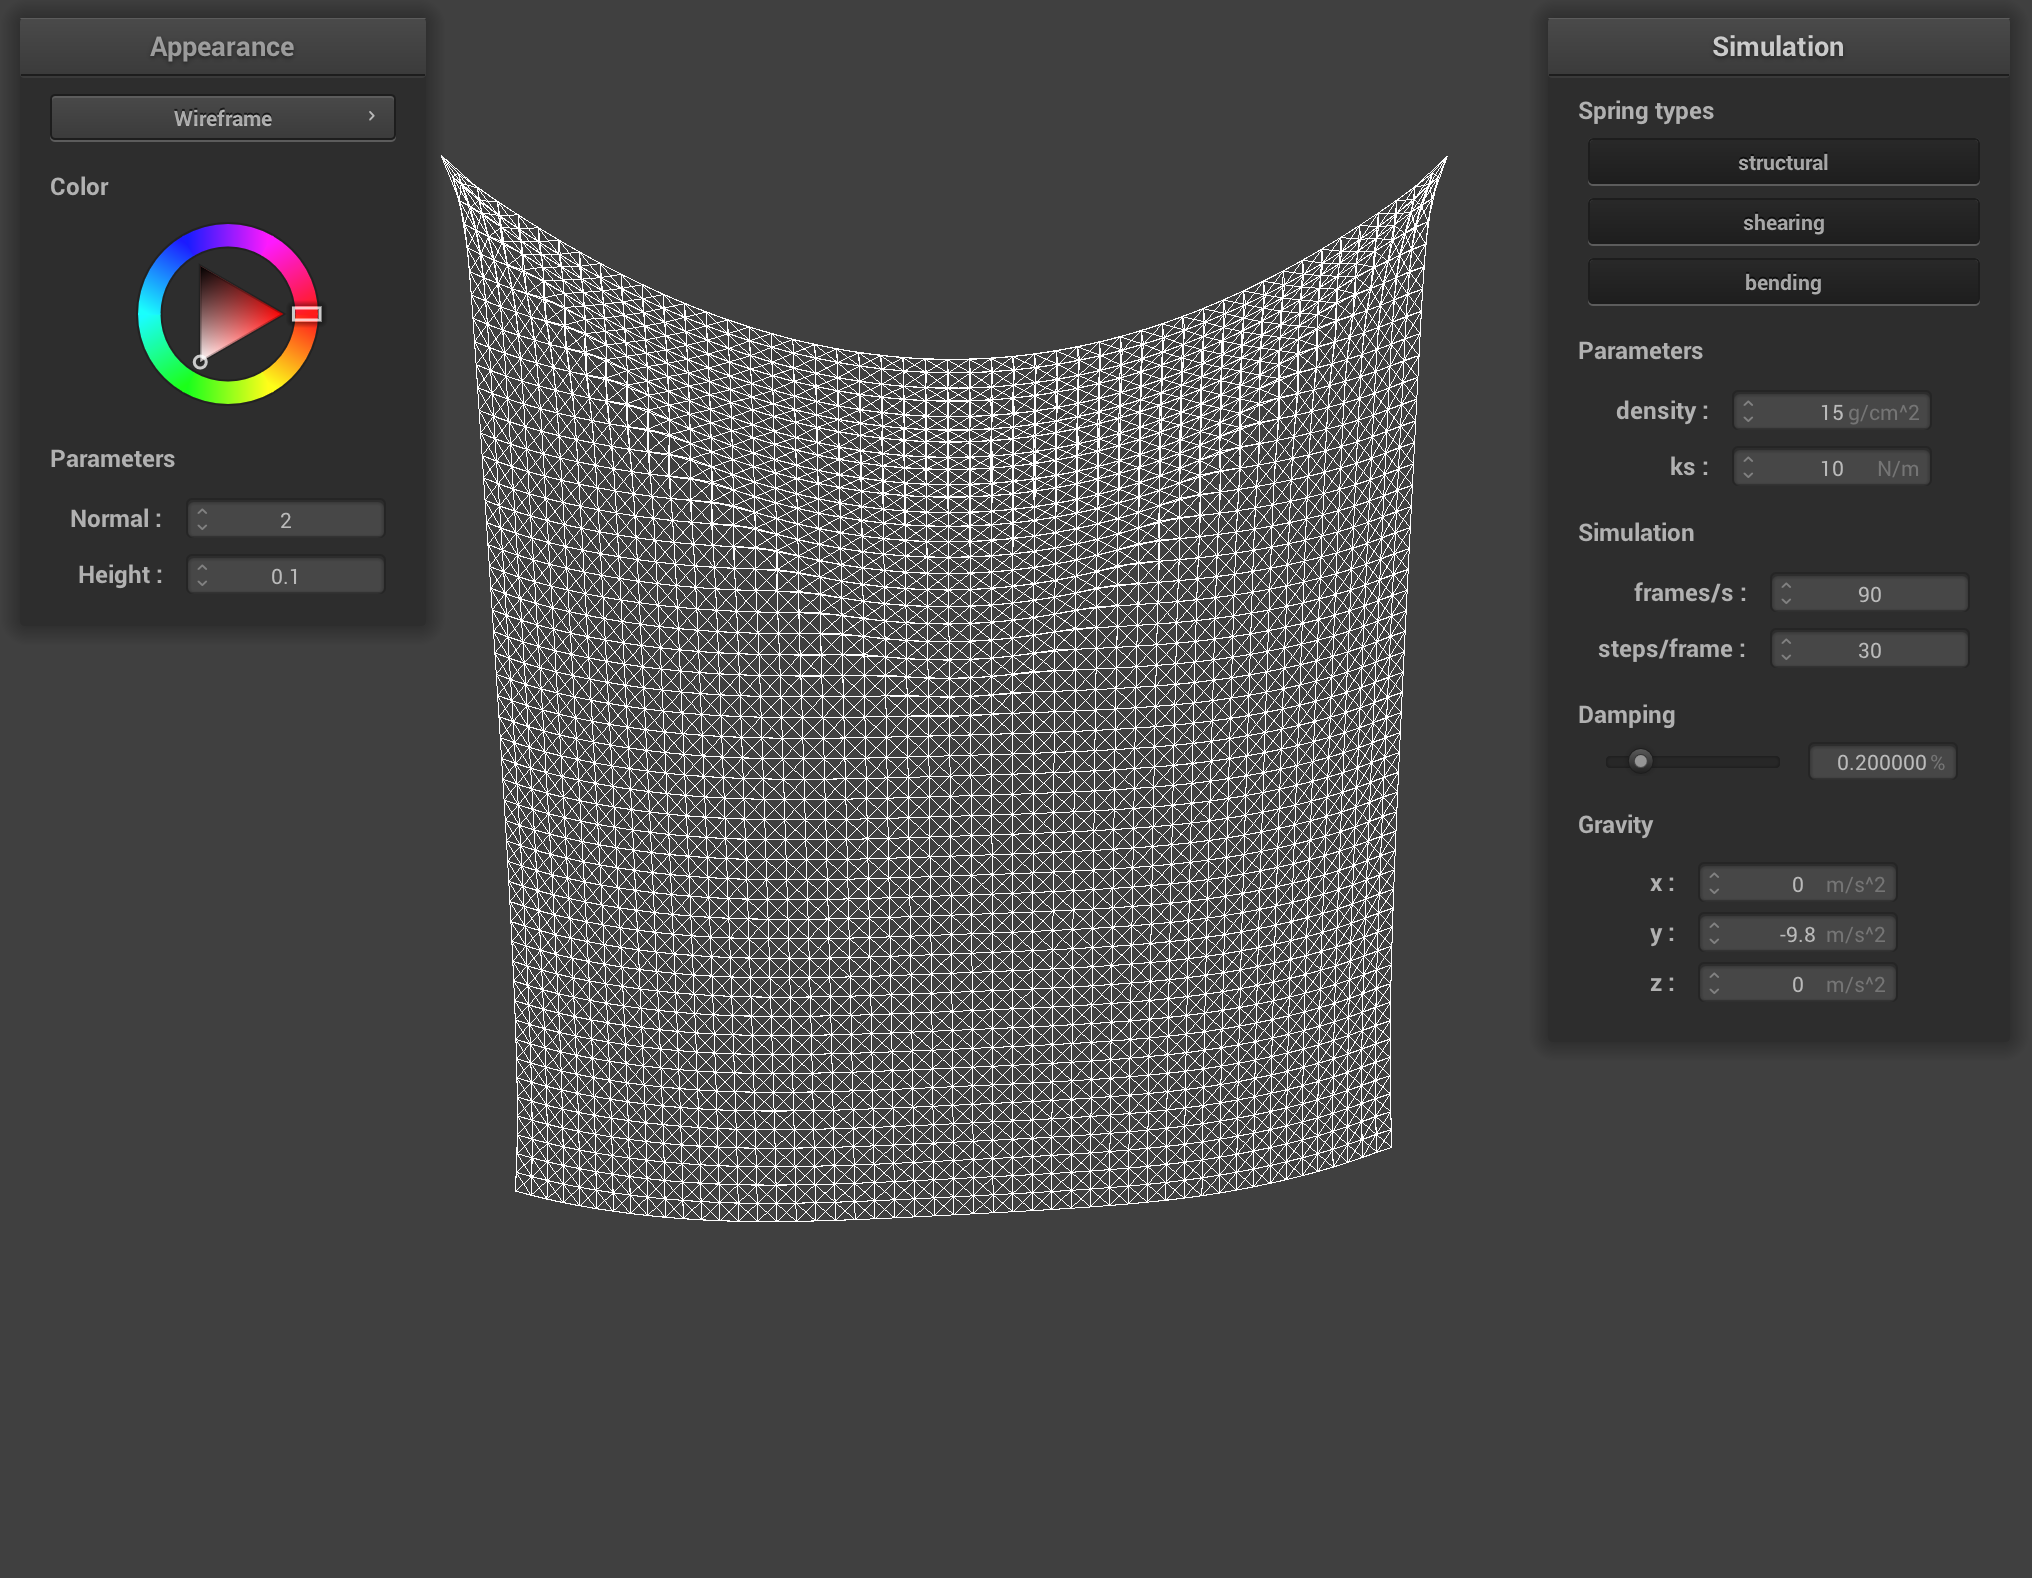 Appearance
Wireframe
Color
Parameters
Normal : 2
Height : 0.1
Simulation
Spring types
structural
shearing
bending
Parameters
density : 15 g/cm^2
ks : 10 N/m
Simulation
frames/s : 90
steps/frame : 30
Damping
0.200000 %
Gravity
x : 0 m/s^2
y : -9.8 m/s^2
z : 0 m/s^2